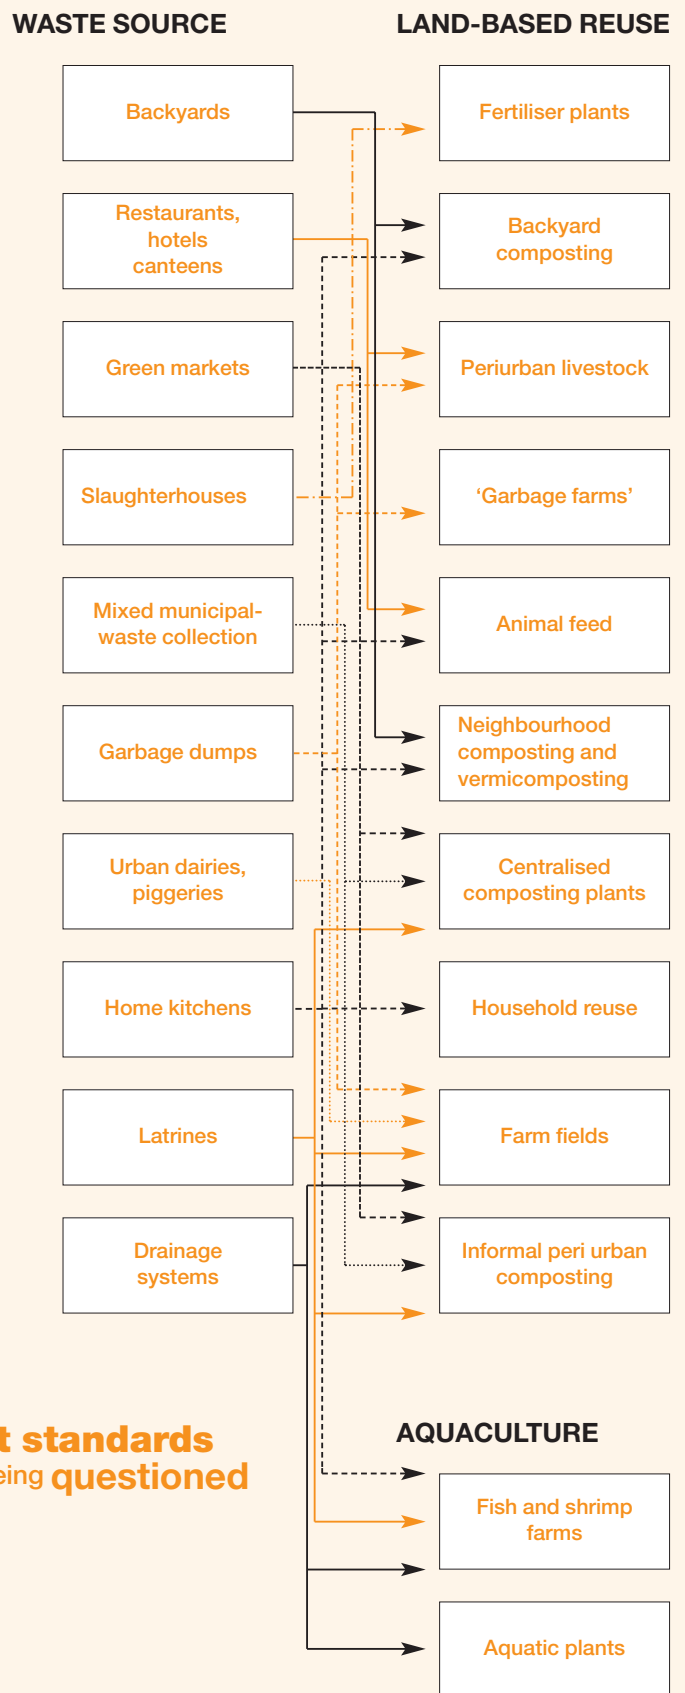 WASTE SOURCE
LAND-BASED REUSE
Backyards
Fertiliser plants
Restaurants,
hotels
canteens
Backyard
composting
Green markets
Periurban livestock
Slaughterhouses
‘Garbage farms’
Mixed municipal-
waste collection
Animal feed
Garbage dumps
Neighbourhood
composting and
vermicomposting
Urban dairies,
piggeries
Centralised
composting plants
Home kitchens
Household reuse
Latrines
Farm fields
Drainage
systems
Informal peri urban
composting
t standards
eing questioned
AQUACULTURE
Fish and shrimp
farms
Aquatic plants